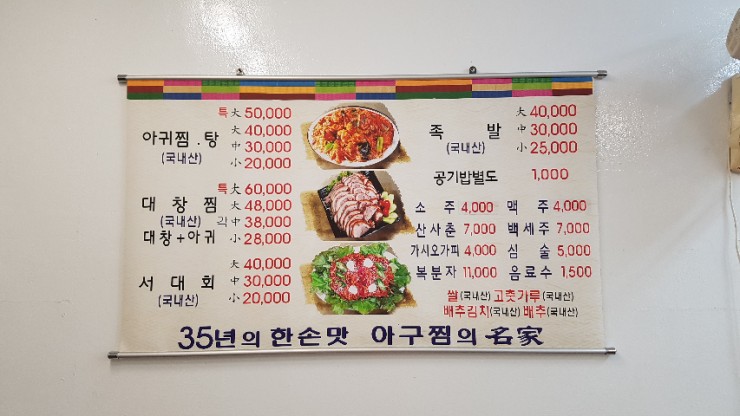 아귀찜.탕 (국내산)
특大 50,000
大 40,000
中 30,000
小 20,000
대창찜 (국내산)
대창+아귀
특大 60,000
大 48,000
각中 38,000
小 28,000
서대회 (국내산)
大 40,000
中 30,000
小 20,000
족발 (국내산)
大 40,000
中 30,000
小 25,000
공기밥별도 1,000
소주 4,000 맥주 4,000
산사춘 7,000 백세주 7,000
가시오가피 4,000 심술 5,000
복분자 11,000 음료수 1,500
쌀(국내산) 고춧가루(국내산)
배추김치(국내산) 배추(국내산)
35년의 한손맛 아구찜의 名家